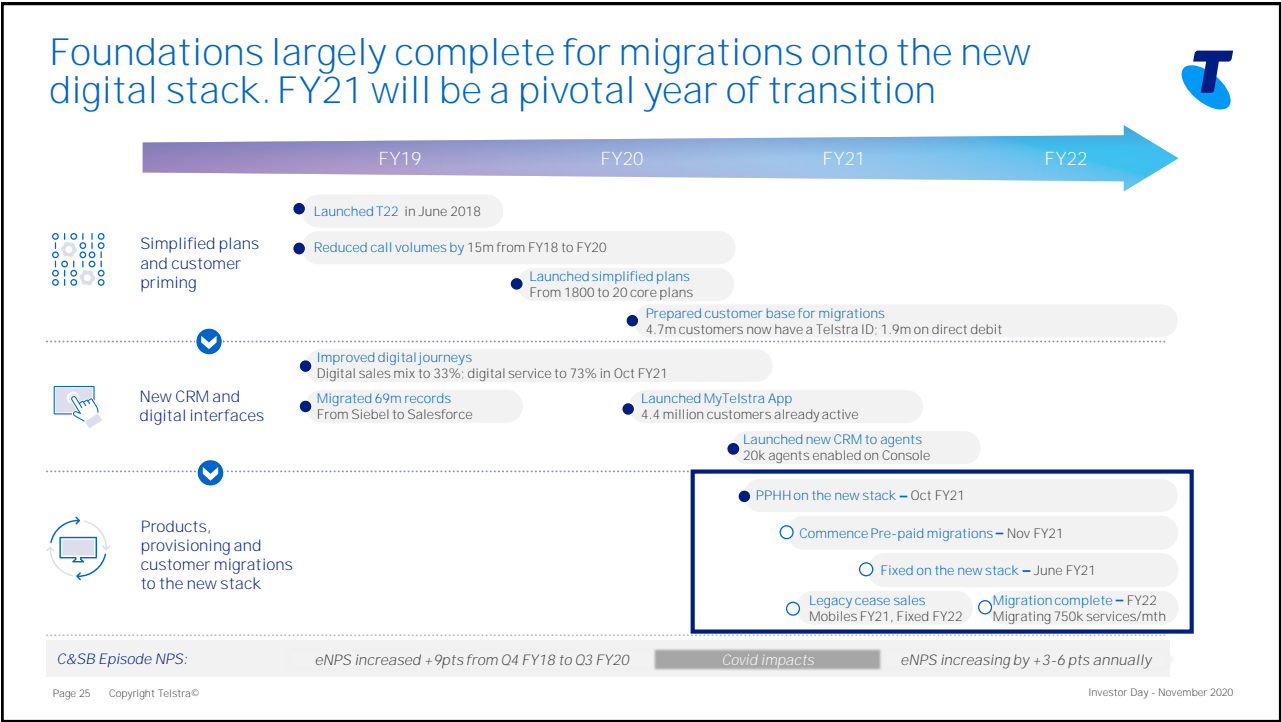 Foundations largely complete for migrations onto the new
digital stack. FY21 will be a pivotal year of transition
T
FY19 FY20 FY21 FY22
Simplified plans
and customer
priming
Launched T22 in June 2018
Reduced call volumes by 15m from FY18 to FY20
Launched simplified plans
From 1800 to 20 core plans
Prepared customer base for migrations
4.7m customers now have a Telstra ID; 1.9m on direct debit
New CRM and
digital interfaces
Improved digital journeys
Digital sales mix to 33%; digital service to 73% in Oct FY21
Migrated 69m records
From Siebel to Salesforce
Launched MyTelstra App
4.4 million customers already active
Launched new CRM to agents
20k agents enabled on Console
Products,
provisioning and
customer migrations
to the new stack
PPHH on the new stack – Oct FY21
Commence Pre-paid migrations – Nov FY21
Fixed on the new stack – June FY21
Legacy cease sales
Mobiles FY21, Fixed FY22
Migration complete – FY22
Migrating 750k services/mth
C&SB Episode NPS: eNPS increased +9pts from Q4 FY18 to Q3 FY20 Covid impacts eNPS increasing by +3-6 pts annually
Page 25 Copyright Telstra© Investor Day - November 2020